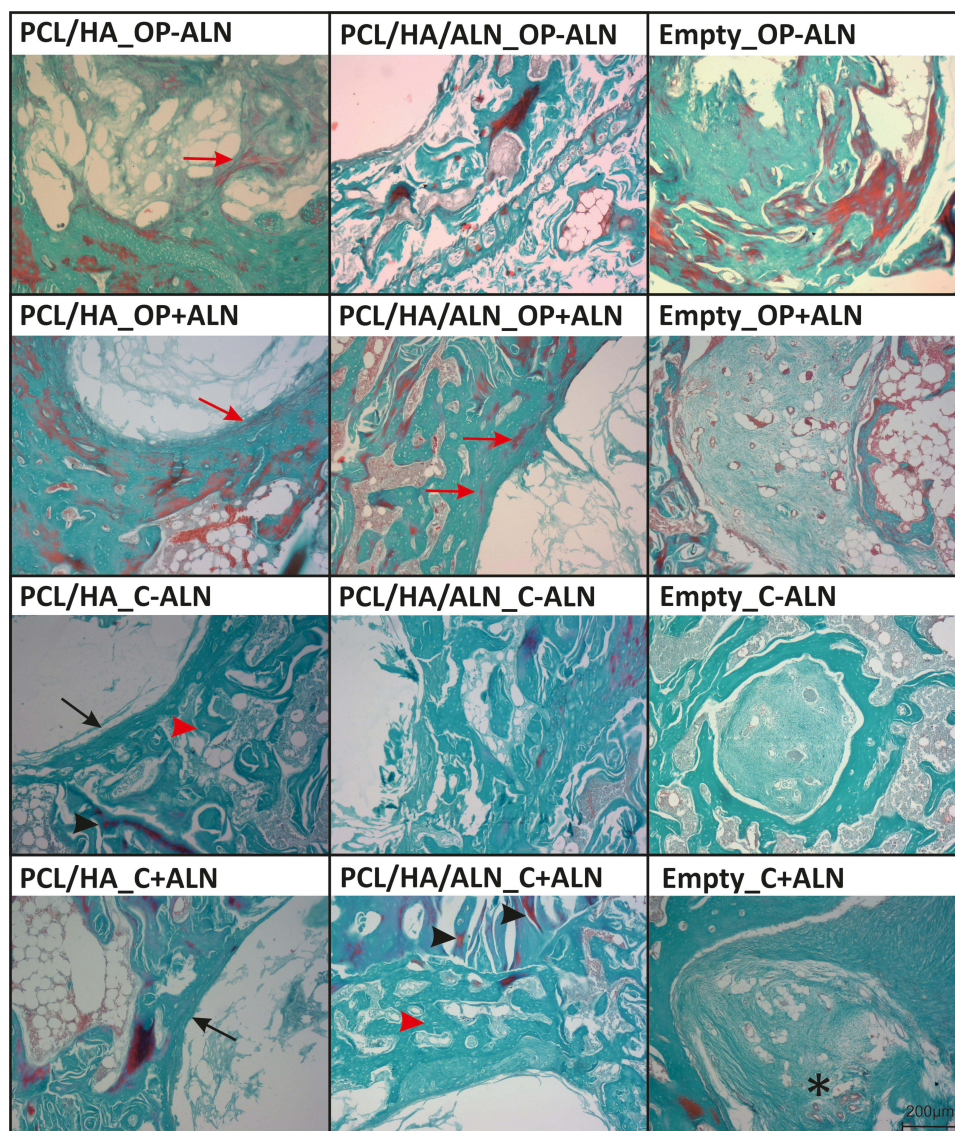 PCL/HA_OP-ALN
PCL/HA/ALN_OP-ALN
Empty_OP-ALN
PCL/HA_OP+ALN
PCL/HA/ALN_OP+ALN
Empty_OP+ALN
PCL/HA_C-ALN
PCL/HA/ALN_C-ALN
Empty_C-ALN
PCL/HA_C+ALN
PCL/HA/ALN_C+ALN
Empty_C+ALN
*
200µm